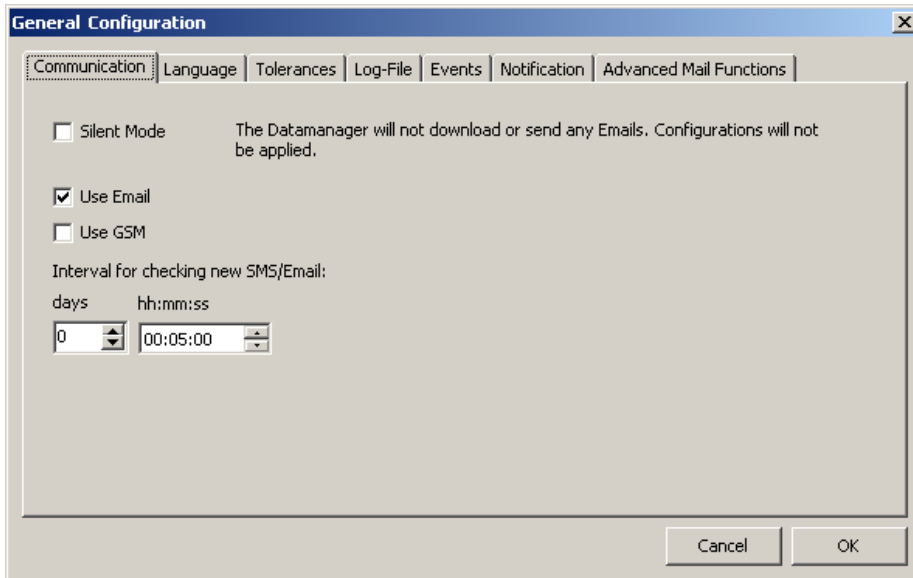 General Configuration
Communication Language Tolerances Log-File Events Notification Advanced Mail Functions
Silent Mode The Datamanager will not download or send any Emails. Configurations will not
be applied.
Use Email
Use GSM
Interval for checking new SMS/Email:
days hh:mm:ss
0 00:05:00
Cancel OK